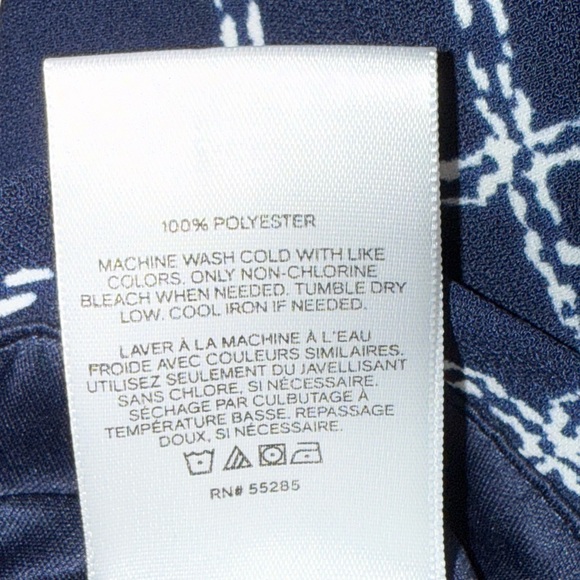 100% POLYESTER
MACHINE WASH COLD WITH LIKE
COLORS. ONLY NON-CHLORINE
BLEACH WHEN NEEDED. TUMBLE DRY
LOW. COOL IRON IF NEEDED.
LAVER À LA MACHINE À L'EAU
FROIDE AVEC COULEURS SIMILAIRES.
UTILISEZ SEULEMENT DU JAVELLISANT
SANS CHLORE, SI NÉCESSAIRE.
SÉCHAGE PAR CULBUTAGE À
TEMPÉRATURE BASSE. REPASSAGE
DOUX, SI NÉCESSAIRE.
RN# 55285